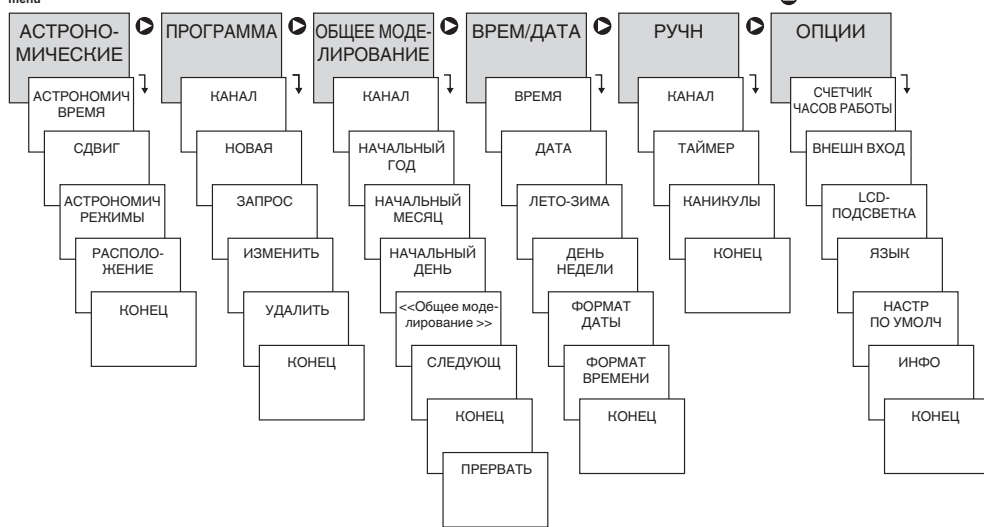 menu
АСТРОНО-
МИЧЕСКИЕ
АСТРОНОМИЧ
ВРЕМЯ
СДВИГ
АСТРОНОМИЧ
РЕЖИМЫ
РАСПОЛО-
ЖЕНИЕ
КОНЕЦ
ПРОГРАММА
КАНАЛ
НОВАЯ
ЗАПРОС
ИЗМЕНИТЬ
УДАЛИТЬ
КОНЕЦ
ОБЩЕЕ МОДЕ-
ЛИРОВАНИЕ
КАНАЛ
НАЧАЛЬНЫЙ
ГОД
НАЧАЛЬНЫЙ
МЕСЯЦ
НАЧАЛЬНЫЙ
ДЕНЬ
<<Общее моде-
лирование >>
СЛЕДУЮЩ
КОНЕЦ
ПРЕРВАТЬ
ВРЕМ/ДАТА
ВРЕМЯ
ДАТА
ЛЕТО-ЗИМА
ДЕНЬ
НЕДЕЛИ
ФОРМАТ
ДАТЫ
ФОРМАТ
ВРЕМЕНИ
КОНЕЦ
РУЧН
КАНАЛ
ТАЙМЕР
КАНИКУЛЫ
КОНЕЦ
ОПЦИИ
СЧЕТЧИК
ЧАСОВ РАБОТЫ
ВНЕШН ВХОД
LCD-
ПОДСВЕТКА
ЯЗЫК
НАСТР
ПО УМОЛЧ
ИНФО
КОНЕЦ